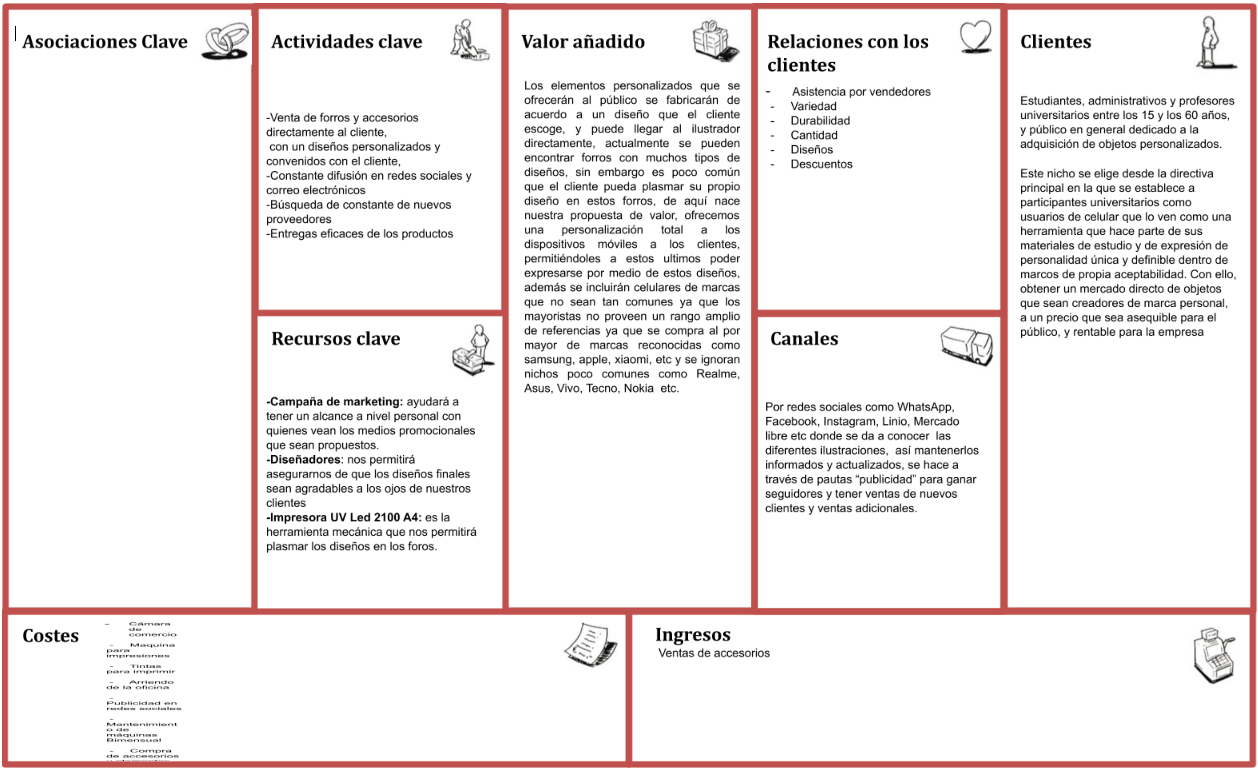 Asociaciones Clave
Actividades clave
-Venta de forros y accesorios
directamente al cliente,
con un diseños personalizados y
convenidos con el cliente,
-Constante difusión en redes sociales y
correo electrónicos
-Búsqueda de constante de nuevos
proveedores
-Entregas eficaces de los productos
Recursos clave
-Campaña de marketing: ayudará a
tener un alcance a nivel personal con
quienes vean los medios promocionales
que sean propuestos.
-Diseñadores: nos permitirá
asegurarnos de que los diseños finales
sean agradables a los ojos de nuestros
clientes
-Impresora UV Led 2100 A4: es la
herramienta mecánica que nos permitirá
plasmar los diseños en los foros.
Valor añadido
Los elementos personalizados que se
ofrecerán al público se fabricarán de
acuerdo a un diseño que el cliente
escoge, y puede llegar al ilustrador
directamente, actualmente se pueden
encontrar forros con muchos tipos de
diseños, sin embargo es poco común
que el cliente pueda plasmar su propio
diseño en estos forros, de aquí nace
nuestra propuesta de valor, ofrecemos
una personalización total a los
dispositivos móviles a los clientes,
permitiéndoles a estos ultimos poder
expresarse por medio de estos diseños,
además se incluirán celulares de marcas
que no sean tan comunes ya que los
mayoristas no proveen un rango amplio
de referencias ya que se compra al por
mayor de marcas reconocidas como
samsung, apple, xiaomi, etc y se ignoran
nichos poco comunes como Realme,
Asus, Vivo, Tecno, Nokia etc.
Relaciones con los
clientes
- Asistencia por vendedores
- Variedad
- Durabilidad
- Cantidad
- Diseños
- Descuentos
Canales
Por redes sociales como WhatsApp,
Facebook, Instagram, Linio, Mercado
libre etc donde se da a conocer las
diferentes ilustraciones, así mantenerlos
informados y actualizados, se hace a
través de pautas “publicidad” para ganar
seguidores y tener ventas de nuevos
clientes y ventas adicionales.
Clientes
Estudiantes, administrativos y profesores
universitarios entre los 15 y los 60 años,
y público en general dedicado a la
adquisición de objetos personalizados.
Este nicho se elige desde la directiva
principal en la que se establece a
participantes universitarios como
usuarios de celular que lo ven como una
herramienta que hace parte de sus
materiales de estudio y de expresión de
personalidad única y definible dentro de
marcos de propia aceptabilidad. Con ello,
obtener un mercado directo de objetos
que sean creadores de marca personal,
a un precio que sea asequible para el
público, y rentable para la empresa
Costes
- Cámara
de
comercio
- Maquina
para
impresiones
- Tintas
para imprimir
- Arriendo
de la oficina
-
Publicidad en
redes sociales
-
Mantenimient
o de
máquinas
Bimensual
- Compra
de accesorios
Ingresos
Ventas de accesorios